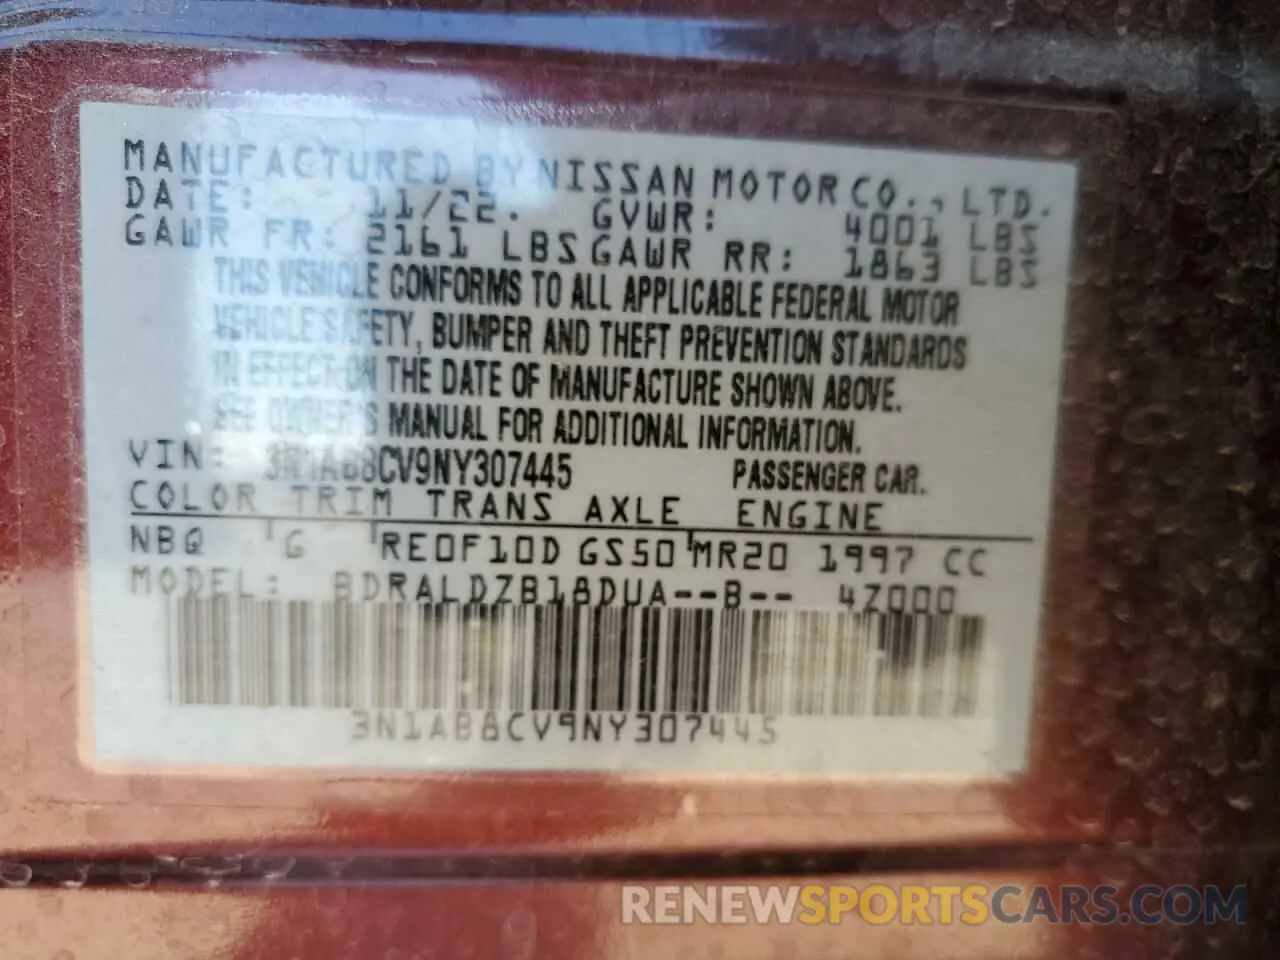 MANUFACTURED BY NISSAN MOTOR CO., LTD.
DATE: 11/22. GVWR: 4001 LBS
GAWR FR: 2161 LBS GAWR RR: 1863 LBS
THIS VEHICLE CONFORMS TO ALL APPLICABLE FEDERAL MOTOR
VEHICLE SAFETY, BUMPER AND THEFT PREVENTION STANDARDS
IN EFFECT ON THE DATE OF MANUFACTURE SHOWN ABOVE.
SEE OWNER'S MANUAL FOR ADDITIONAL INFORMATION.
VIN: 3N1AB8CV9NY307445 PASSENGER CAR.
COLOR TRIM TRANS AXLE ENGINE
NBQ G RE0F10D GS50 MR20 1997 CC
MODEL: BDRALDZB18DUA--B-- 4Z000
3N1AB8CV9NY307445
RENEWSPORTSCARS.COM